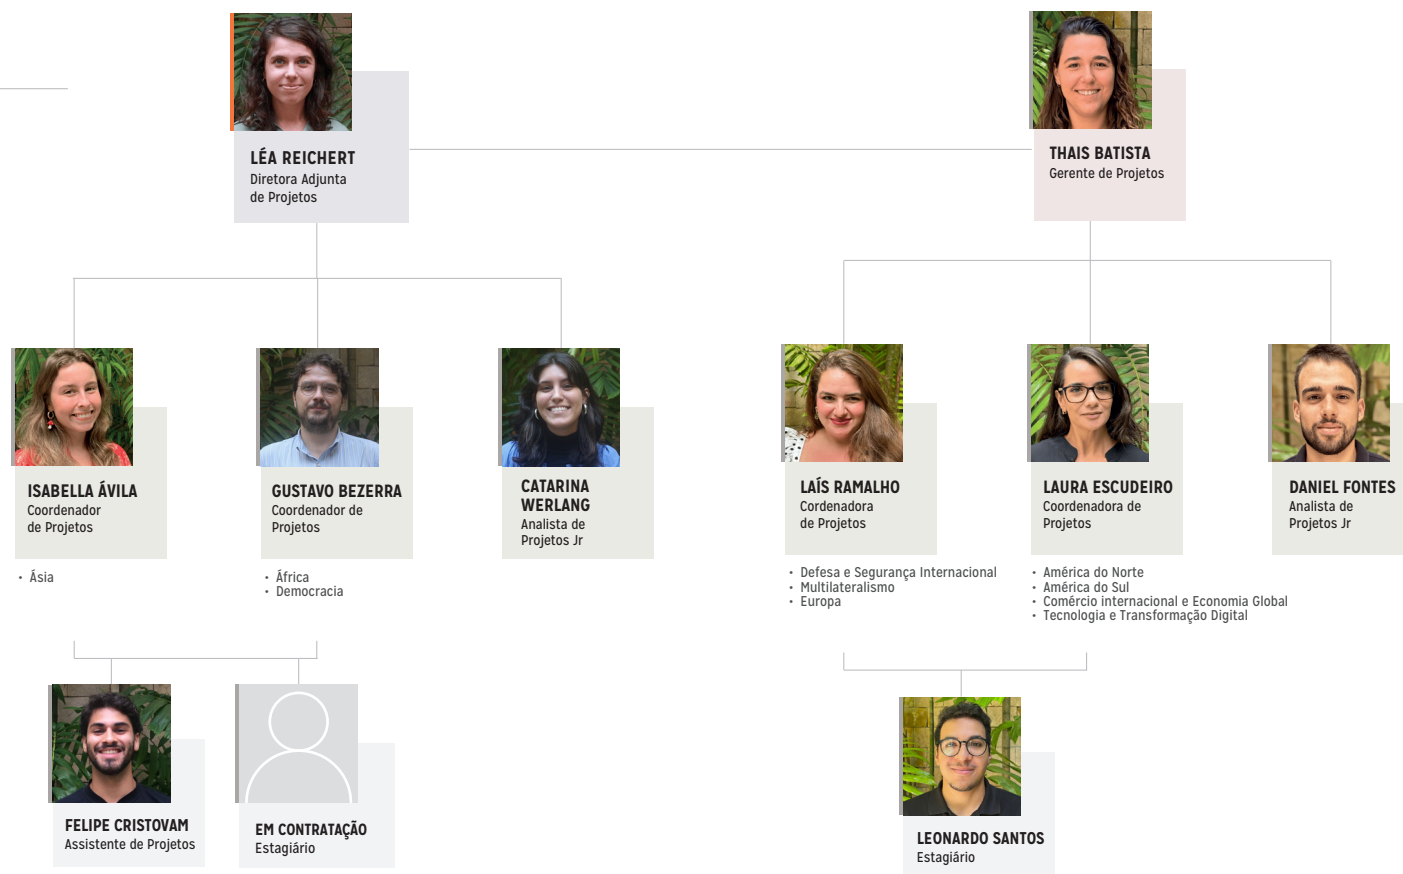 LÉA REICHERT
Diretora Adjunta
de Projetos
THAIS BATISTA
Gerente de Projetos
ISABELLA ÁVILA
Coordenador
de Projetos
• Ásia
GUSTAVO BEZERRA
Coordenador de
Projetos
• África
• Democracia
CATARINA
WERLANG
Analista de
Projetos Jr
LAÍS RAMALHO
Cordenadora
de Projetos
• Defesa e Segurança Internacional
• Multilateralismo
• Europa
LAURA ESCUDEIRO
Coordenadora de
Projetos
• América do Norte
• América do Sul
• Comércio internacional e Economia Global
• Tecnologia e Transformação Digital
DANIEL FONTES
Analista de
Projetos Jr
FELIPE CRISTOVAM
Assistente de Projetos
EM CONTRATAÇÃO
Estagiário
LEONARDO SANTOS
Estagiário